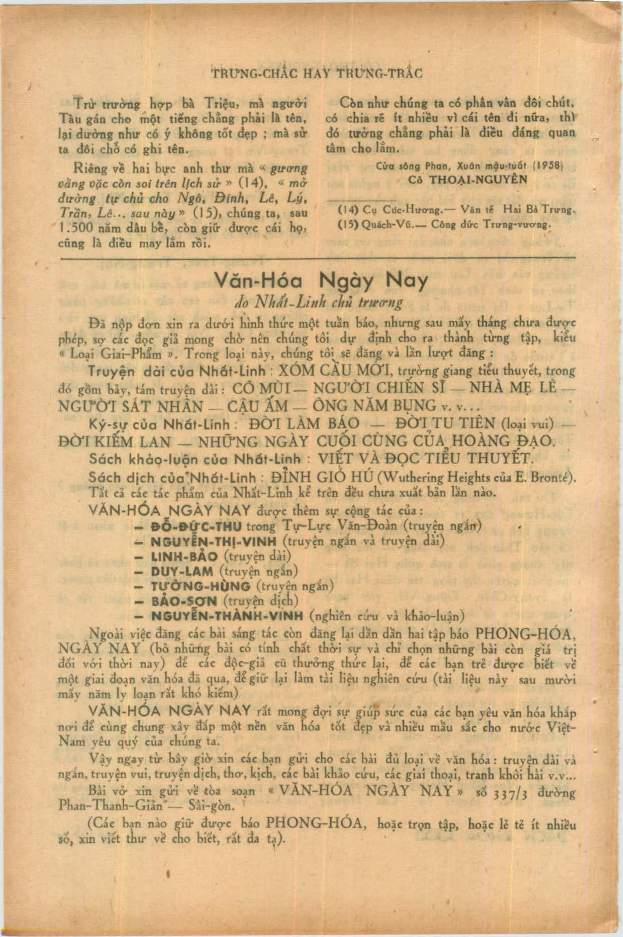 TRƯNG-CHẮC HAY TRƯNG-TRẮC
Trừ trường hợp bà Triệu, mà người
Tàu gán cho một tiếng chẳng phải là tên,
lại dường như có ý không tốt đẹp ; mà sử
ta đôi chỗ có ghi tên.
Riêng về hai bực anh thư mà « gương
vằng vặc còn soi trên lịch sử » (14), « mở
đường tự chủ cho Ngô, Đinh, Lê, Lý,
Trần, Lê... sau này » (15), chúng ta, sau
1.500 năm dâu bể, còn giữ được cái họ,
cũng là điều may lắm rồi.
Còn như chúng ta có phân vân đôi chút,
có chia rẽ ít nhiều vì cái tên đi nữa, thì
đó tưởng chẳng phải là điều đáng quan
tâm cho lắm.
Cửa sông Phan, Xuân mậu-tuất (1958)
Cô THOẠI-NGUYÊN
(14) Cụ Cúc-Hương.— Văn tế Hai Bà Trưng.
(15) Quách-Vũ.— Công đức Trưng-vương.
Văn-Hóa Ngày Nay
do Nhất-Linh chủ trương
Đã nộp đơn xin ra dưới hình thức một tuần báo, nhưng sau mấy tháng chưa được
phép, sợ các đọc giả mong chờ nên chúng tôi dự định cho ra thành từng tập, kiểu
« Loại Giai-Phẩm ». Trong loại này, chúng tôi sẽ đăng và lần lượt đăng :
Truyện dài của Nhất-Linh : XÓM CẦU MỚI, trường giang tiểu thuyết, trong
đó gồm bảy, tám truyện dài : CÔ MÙI — NGƯỜI CHIẾN SĨ — NHÀ MẸ LÊ —
NGƯỜI SÁT NHÂN — CẬU ẤM — ÔNG NĂM BỤNG v. v...
Ký-sự của Nhất-Linh : ĐỜI LÀM BÁO — ĐỜI TU TIÊN (loại vui) —
ĐỜI KIẾM LAN — NHỮNG NGÀY CUỐI CÙNG CỦA HOÀNG ĐẠO.
Sách khảo-luận của Nhất-Linh : VIẾT VÀ ĐỌC TIỂU THUYẾT.
Sách dịch của Nhất-Linh : ĐỈNH GIÓ HÚ (Wuthering Heights của E. Brontë).
Tất cả các tác phẩm của Nhất-Linh kể trên đều chưa xuất bản lần nào.
VĂN-HÓA NGÀY NAY được thêm sự cộng tác của :
– ĐỖ-ĐỨC-THU trong Tự-Lực Văn-Đoàn (truyện ngắn)
– NGUYỄN-THỊ-VINH (truyện ngắn và truyện dài)
– LINH-BẢO (truyện dài)
– DUY-LAM (truyện ngắn)
– TƯỜNG-HÙNG (truyện ngắn)
– BẢO-SƠN (truyện dịch)
– NGUYỄN-THÀNH-VINH (nghiên cứu và khảo-luận)
Ngoài việc đăng các bài sáng tác còn đăng lại dần dần hai tập báo PHONG-HÓA,
NGÀY NAY (bỏ những bài có tính chất thời sự và chỉ chọn những bài còn giá trị
đối với thời nay) để các độc-giả cũ thưởng thức lại, để các bạn trẻ được biết về
một giai đoạn văn hóa đã qua, để giữ lại làm tài liệu nghiên cứu (tài liệu này sau mười
mấy năm ly loạn rất khó kiếm)
VĂN-HÓA NGÀY NAY rất mong đợi sự giúp sức của các bạn yêu văn hóa khắp
nơi để cùng chung xây đắp một nền văn hóa tốt đẹp và nhiều mầu sắc cho nước Việt-
Nam yêu quý của chúng ta.
Vậy ngay từ bây giờ xin các bạn gửi cho các bài đủ loại về văn hóa : truyện dài và
ngắn, truyện vui, truyện dịch, thơ, kịch, các bài khảo cứu, các giai thoại, tranh khôi hài v.v...
Bài vở xin gửi về tòa soạn « VĂN-HÓA NGÀY NAY » số 337/3 đường
Phan-Thanh-Giản — Sài-gòn.
(Các bạn nào giữ được báo PHONG-HÓA, hoặc trọn tập, hoặc lẻ tẻ ít nhiều
số, xin viết thư về cho biết, rất đa tạ).